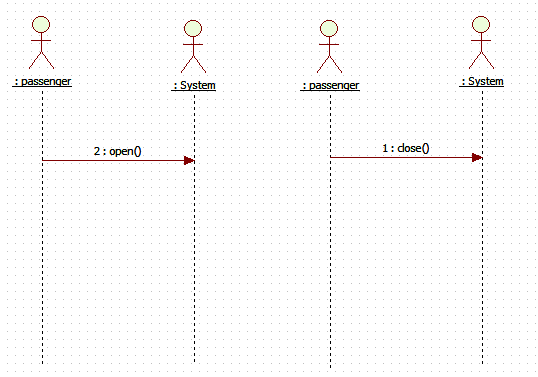 : passenger
: System
: passenger
: System
2 : open()
1 : close()